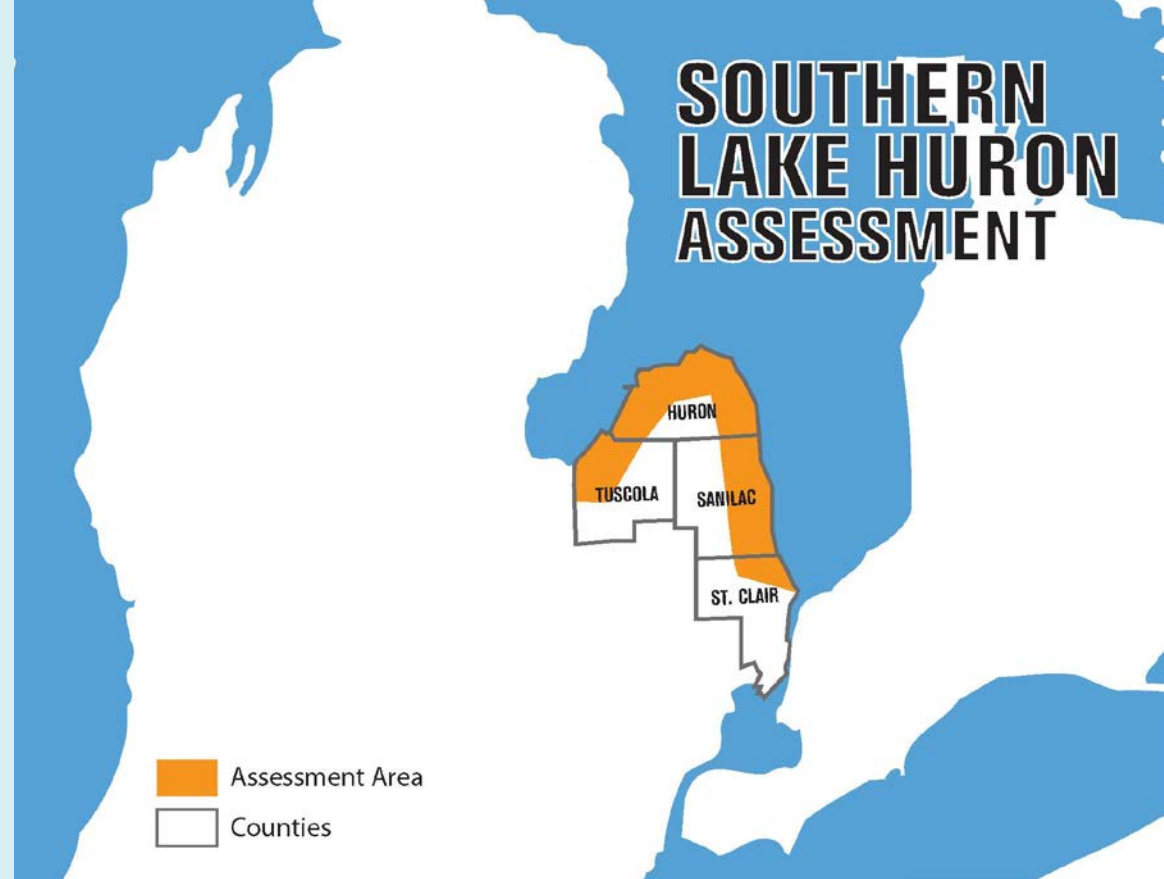 SOUTHERN
LAKE HURON
ASSESSMENT
HURON
TUSCOLA
SANILAC
ST. CLAIR
Assessment Area
Counties